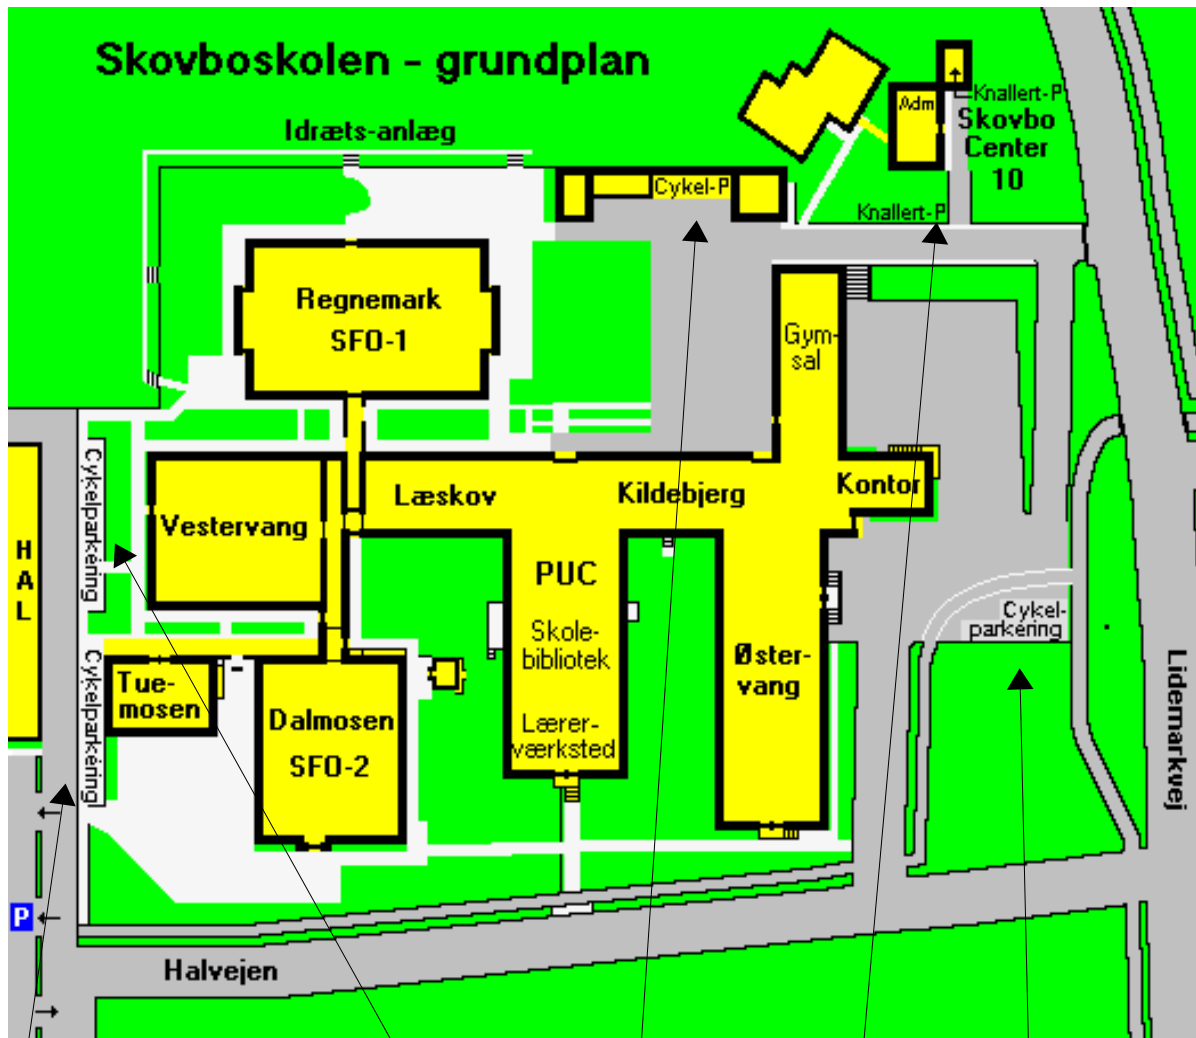 Skovboskolen - grundplan
Idræts-anlæg
Adm
Knallert-P
Skovbo
Center
10
Cykel-P
Knallert-P
Regnemark
SFO-1
Gym-
sal
Cykelparkering
Vestervang
Læskov
Kildebjerg
Kontor
H
A
L
PUC
Skole-
bibliotek
Cykel-
parkering
Øster-
vang
Cykelparkering
Tue-
mosen
Dalmosen
SFO-2
Lærer-
værksted
Lidemarkvej
P
Halvejen